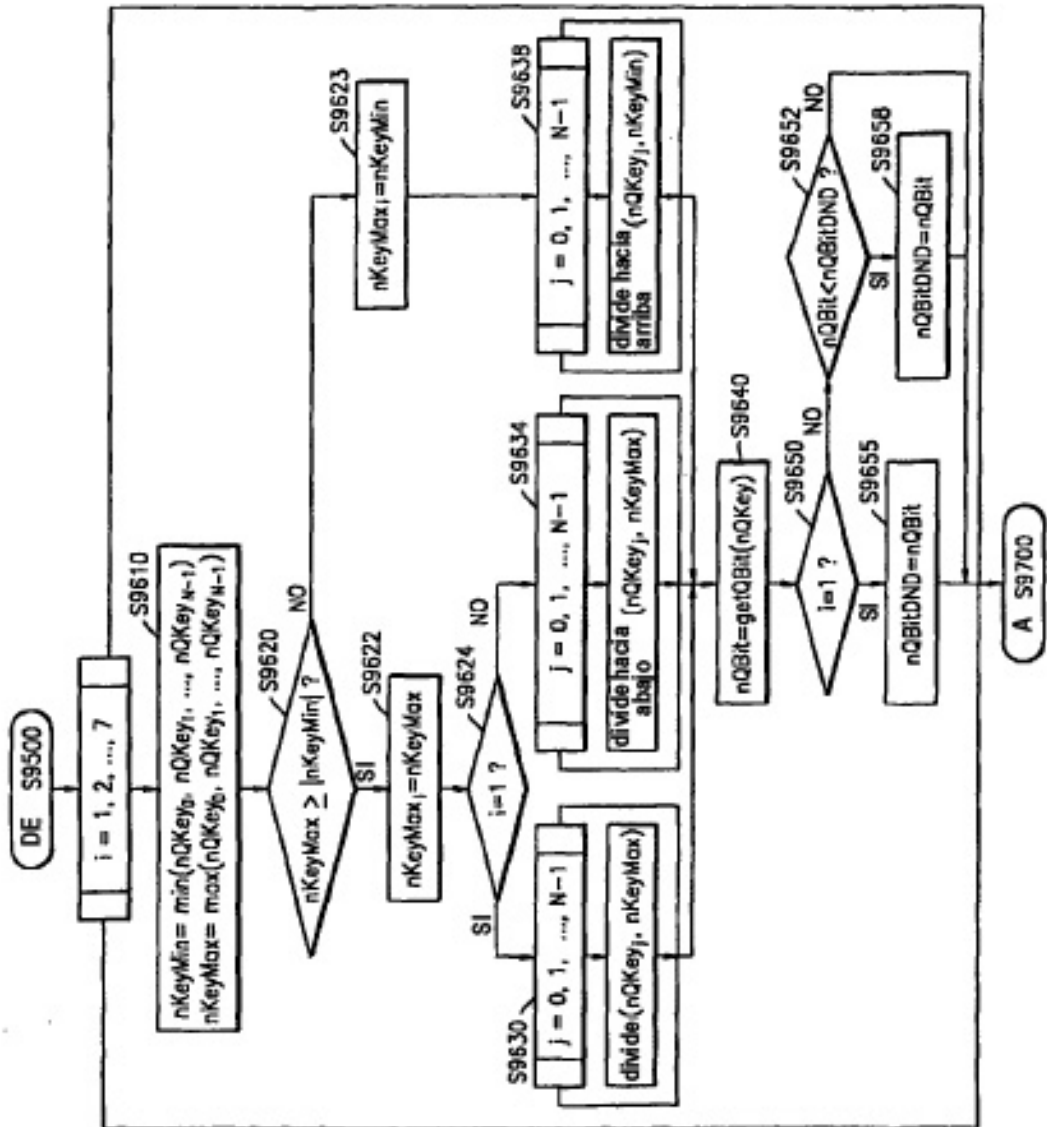 DE S9500
i = 1, 2, ..., 7
S9610
nKeyMin= min(nQKey₀, nQKey₁, ..., nQKey_N-1)
nKeyMax= max(nQKey₀, nQKey₁, ..., nQKey_N-1)
S9620
nKeyMax ≥ |nKeyMin| ?
NO
SI
S9622
nKeyMaxᵢ=nKeyMax
S9623
nKeyMaxᵢ=nKeyMin
S9624
i=1 ?
SI
NO
S9630
j = 0, 1, ..., N-1
divide(nQKeyⱼ, nKeyMax)
S9634
j = 0, 1, ..., N-1
divide hacia
abajo
(nQKeyⱼ, nKeyMax)
S9638
j = 0, 1, ..., N-1
divide hacia
arriba
(nQKeyⱼ, nKeyMin)
S9640
nQBit=getQBit(nQKey)
S9650
i=1 ?
NO
SI
S9652
nQBit<nQBitDND ?
NO
SI
S9655
nQBitDND=nQBit
S9658
nQBitDND=nQBit
A S9700